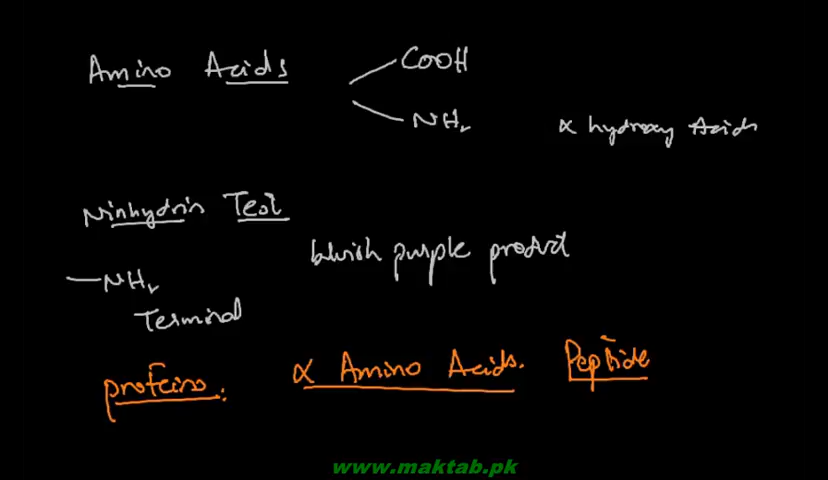 Amino Acids
COOH
NH2
α hydroxy Acids
Ninhydrin Test
bluish purple product
—NH2
Terminal
proteins. α Amino Acids. Peptide
www.maktab.pk